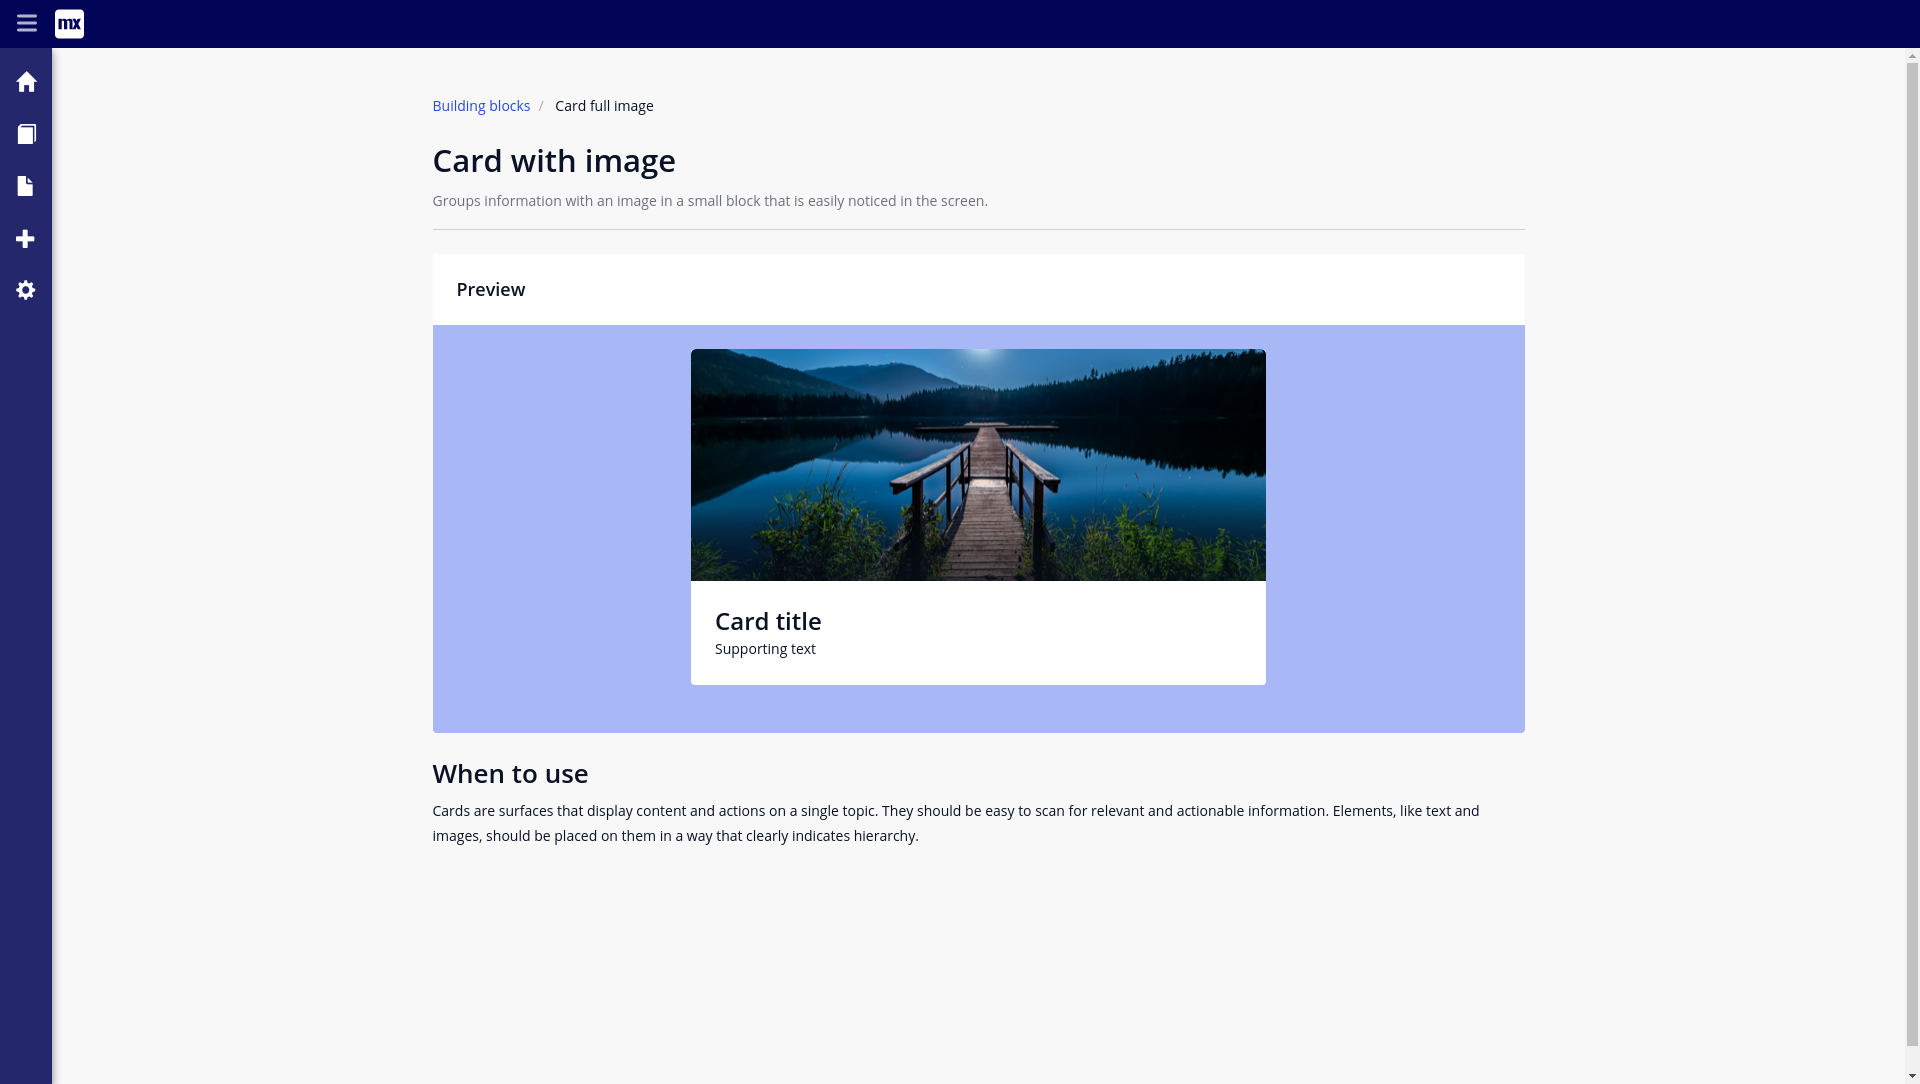 mx
Building blocks / Card full image
Card with image
Groups information with an image in a small block that is easily noticed in the screen.
Preview
Card title
Supporting text
When to use
Cards are surfaces that display content and actions on a single topic. They should be easy to scan for relevant and actionable information. Elements, like text and
images, should be placed on them in a way that clearly indicates hierarchy.